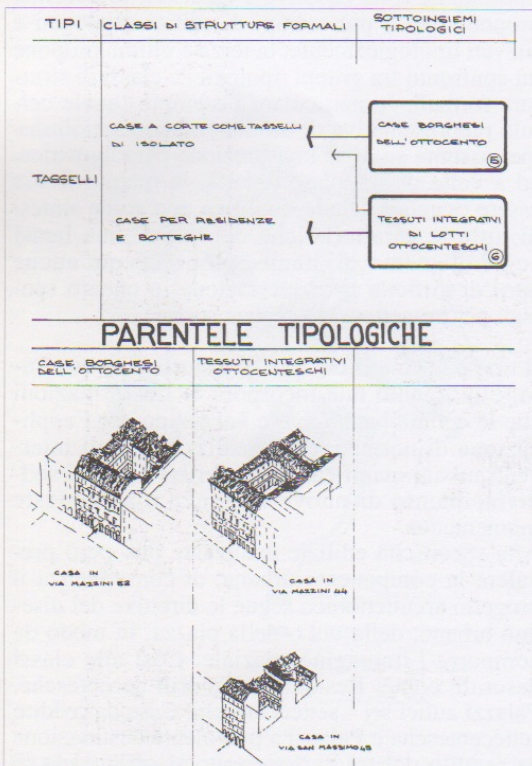 TIPI
CLASSI DI STRUTTURE FORMALI
SOTTOINSIEMI
TIPOLOGICI
TASSELLI
CASE A CORTE COME TASSELLI
DI ISOLATO
CASE BORGHESI
DELL'OTTOCENTO
5
CASE PER RESIDENZE
E BOTTEGHE
TESSUTI INTEGRATIVI
DI LOTTI
OTTOCENTESCHI
6
PARENTELE TIPOLOGICHE
CASE BORGHESI
DELL'OTTOCENTO
TESSUTI INTEGRATIVI
OTTOCENTESCHI
CASA IN
VIA MAZZINI 52
CASA IN
VIA MAZZINI 44
CASA IN
VIA SAN MASSIMO 45